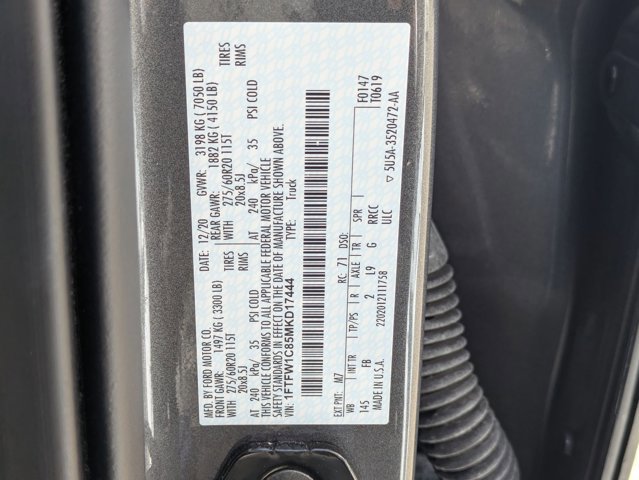 MFD. BY FORD MOTOR CO. DATE: 12/20 GVWR: 3198 KG ( 7050 LB)
FRONT GAWR: 1497 KG ( 3300 LB) REAR GAWR: 1882 KG ( 4150 LB)
WITH 275/60R20 115T TIRES WITH 275/60R20 115T TIRES
20x8.5J RIMS 20x8.5J RIMS
AT 240 kPa/ 35 PSI COLD AT 240 kPa/ 35 PSI COLD
THIS VEHICLE CONFORMS TO ALL APPLICABLE FEDERAL MOTOR VEHICLE
SAFETY STANDARDS IN EFFECT ON THE DATE OF MANUFACTURE SHOWN ABOVE.
VIN: 1FTFW1C85MKD17444 TYPE: Truck
EXT PNT: M7 RC: 71 DSO: F0147
WB INT TR TP/PS R AXLE TR SPR T0619
145 FB 2 L9 G RRCC
MADE IN U.S.A. ULC ▽ 5U5A-3520472-AA
2202012111758